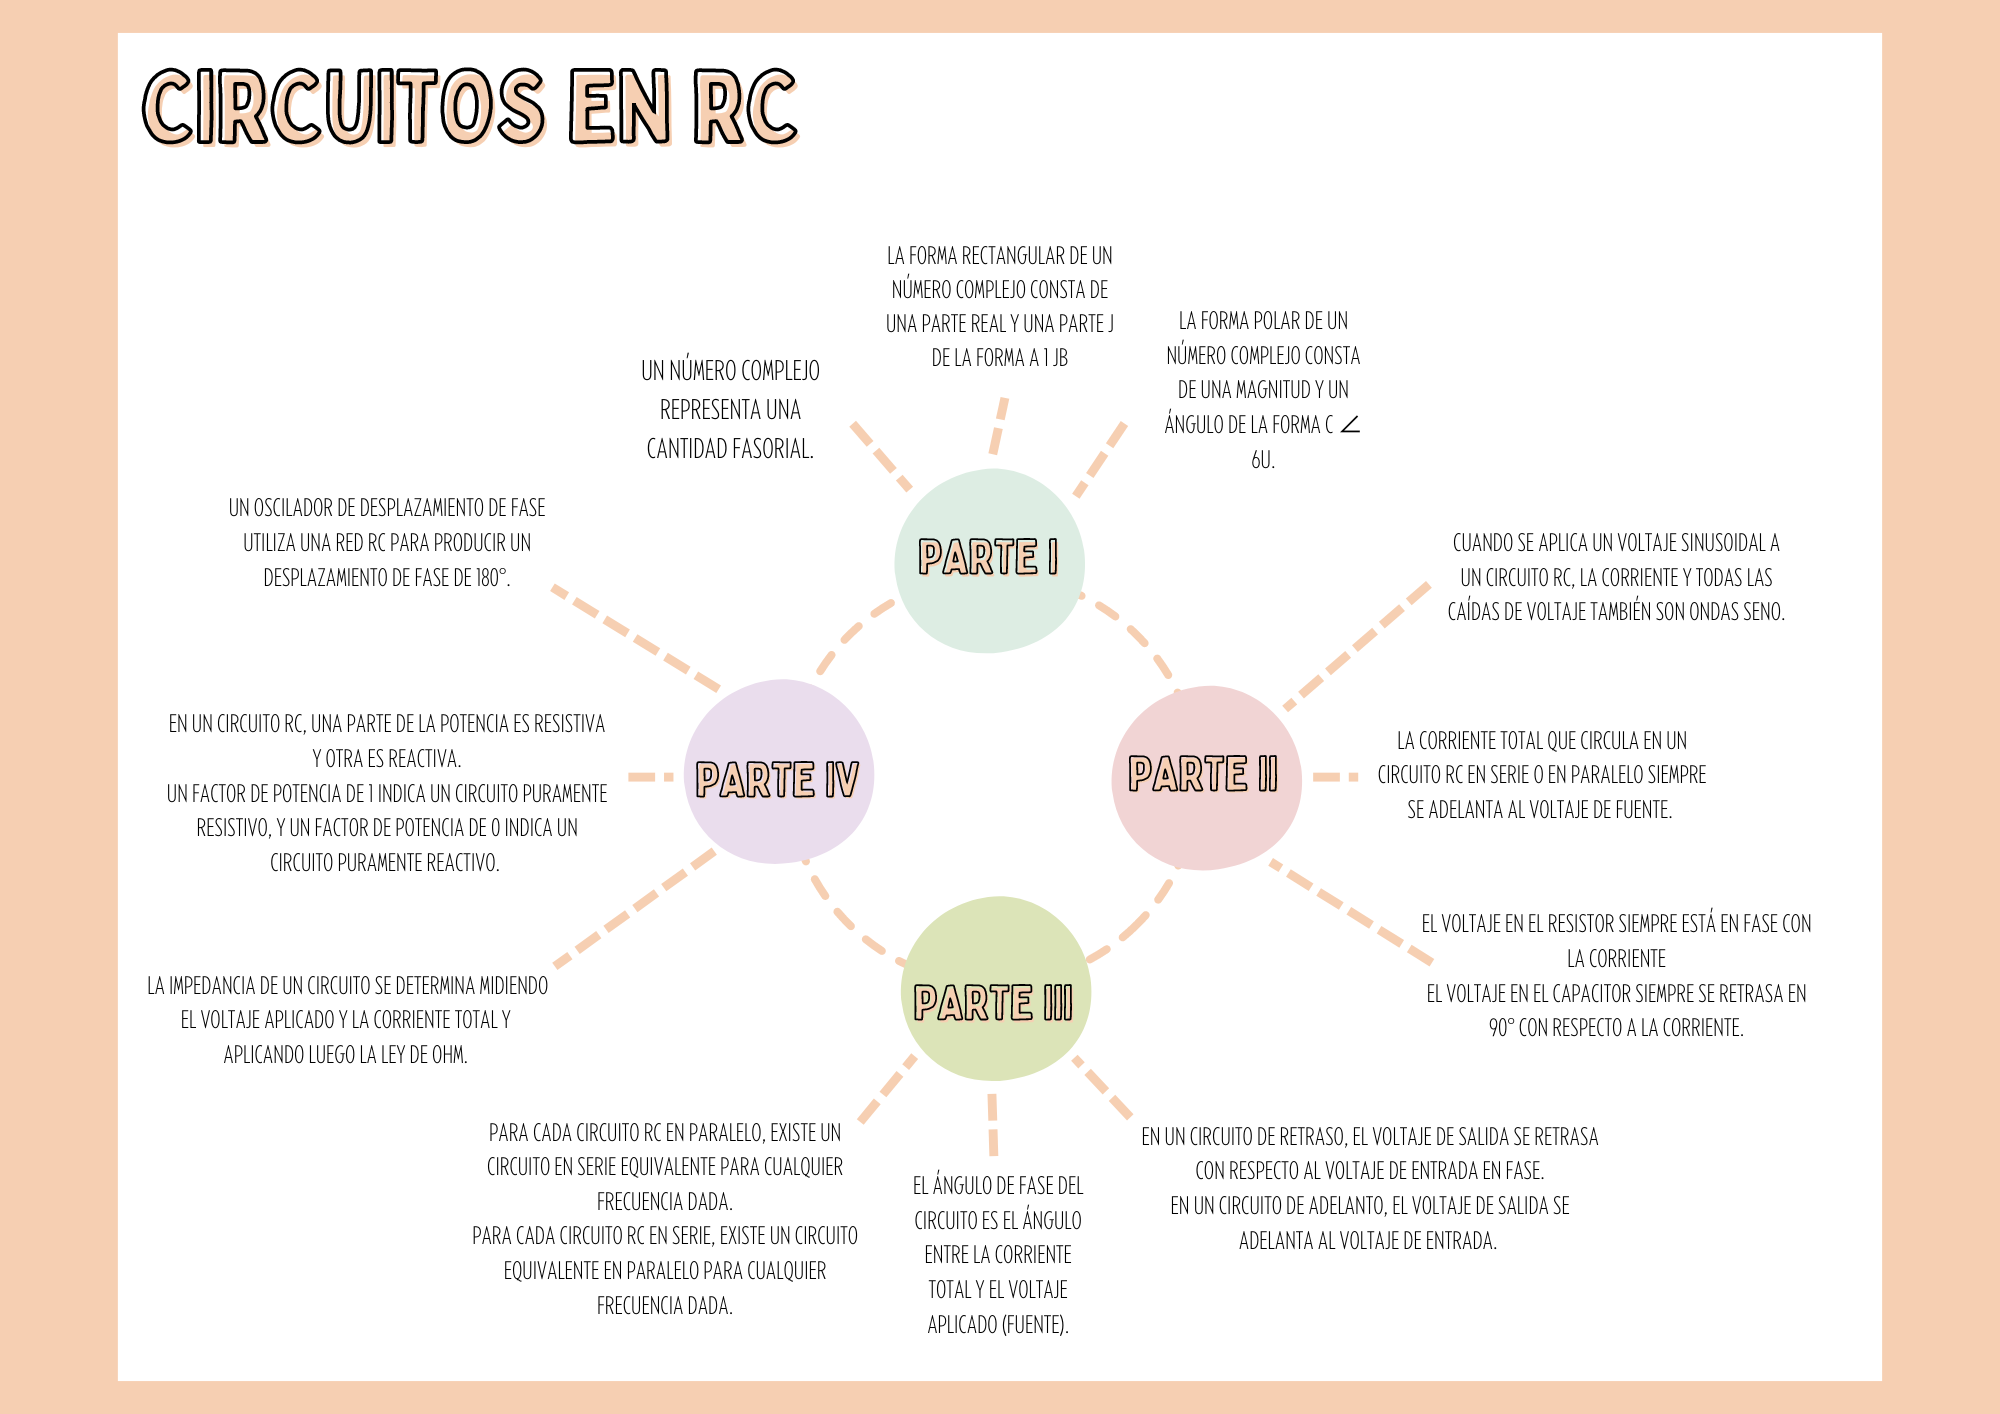 CIRCUITOS EN RC
LA FORMA RECTANGULAR DE UN
NÚMERO COMPLEJO CONSTA DE
UNA PARTE REAL Y UNA PARTE J
DE LA FORMA A 1 JB
LA FORMA POLAR DE UN
NÚMERO COMPLEJO CONSTA
DE UNA MAGNITUD Y UN
ÁNGULO DE LA FORMA C ∠
6U.
UN NÚMERO COMPLEJO
REPRESENTA UNA
CANTIDAD FASORIAL.
PARTE I
UN OSCILADOR DE DESPLAZAMIENTO DE FASE
UTILIZA UNA RED RC PARA PRODUCIR UN
DESPLAZAMIENTO DE FASE DE 180°.
CUANDO SE APLICA UN VOLTAJE SINUSOIDAL A
UN CIRCUITO RC, LA CORRIENTE Y TODAS LAS
CAÍDAS DE VOLTAJE TAMBIÉN SON ONDAS SENO.
EN UN CIRCUITO RC, UNA PARTE DE LA POTENCIA ES RESISTIVA
Y OTRA ES REACTIVA.
UN FACTOR DE POTENCIA DE 1 INDICA UN CIRCUITO PURAMENTE
RESISTIVO, Y UN FACTOR DE POTENCIA DE 0 INDICA UN
CIRCUITO PURAMENTE REACTIVO.
PARTE IV
PARTE II
LA CORRIENTE TOTAL QUE CIRCULA EN UN
CIRCUITO RC EN SERIE O EN PARALELO SIEMPRE
SE ADELANTA AL VOLTAJE DE FUENTE.
EL VOLTAJE EN EL RESISTOR SIEMPRE ESTÁ EN FASE CON
LA CORRIENTE
EL VOLTAJE EN EL CAPACITOR SIEMPRE SE RETRASA EN
90° CON RESPECTO A LA CORRIENTE.
LA IMPEDANCIA DE UN CIRCUITO SE DETERMINA MIDIENDO
EL VOLTAJE APLICADO Y LA CORRIENTE TOTAL Y
APLICANDO LUEGO LA LEY DE OHM.
PARTE III
PARA CADA CIRCUITO RC EN PARALELO, EXISTE UN
CIRCUITO EN SERIE EQUIVALENTE PARA CUALQUIER
FRECUENCIA DADA.
PARA CADA CIRCUITO RC EN SERIE, EXISTE UN CIRCUITO
EQUIVALENTE EN PARALELO PARA CUALQUIER
FRECUENCIA DADA.
EL ÁNGULO DE FASE DEL
CIRCUITO ES EL ÁNGULO
ENTRE LA CORRIENTE
TOTAL Y EL VOLTAJE
APLICADO (FUENTE).
EN UN CIRCUITO DE RETRASO, EL VOLTAJE DE SALIDA SE RETRASA
CON RESPECTO AL VOLTAJE DE ENTRADA EN FASE.
EN UN CIRCUITO DE ADELANTO, EL VOLTAJE DE SALIDA SE
ADELANTA AL VOLTAJE DE ENTRADA.